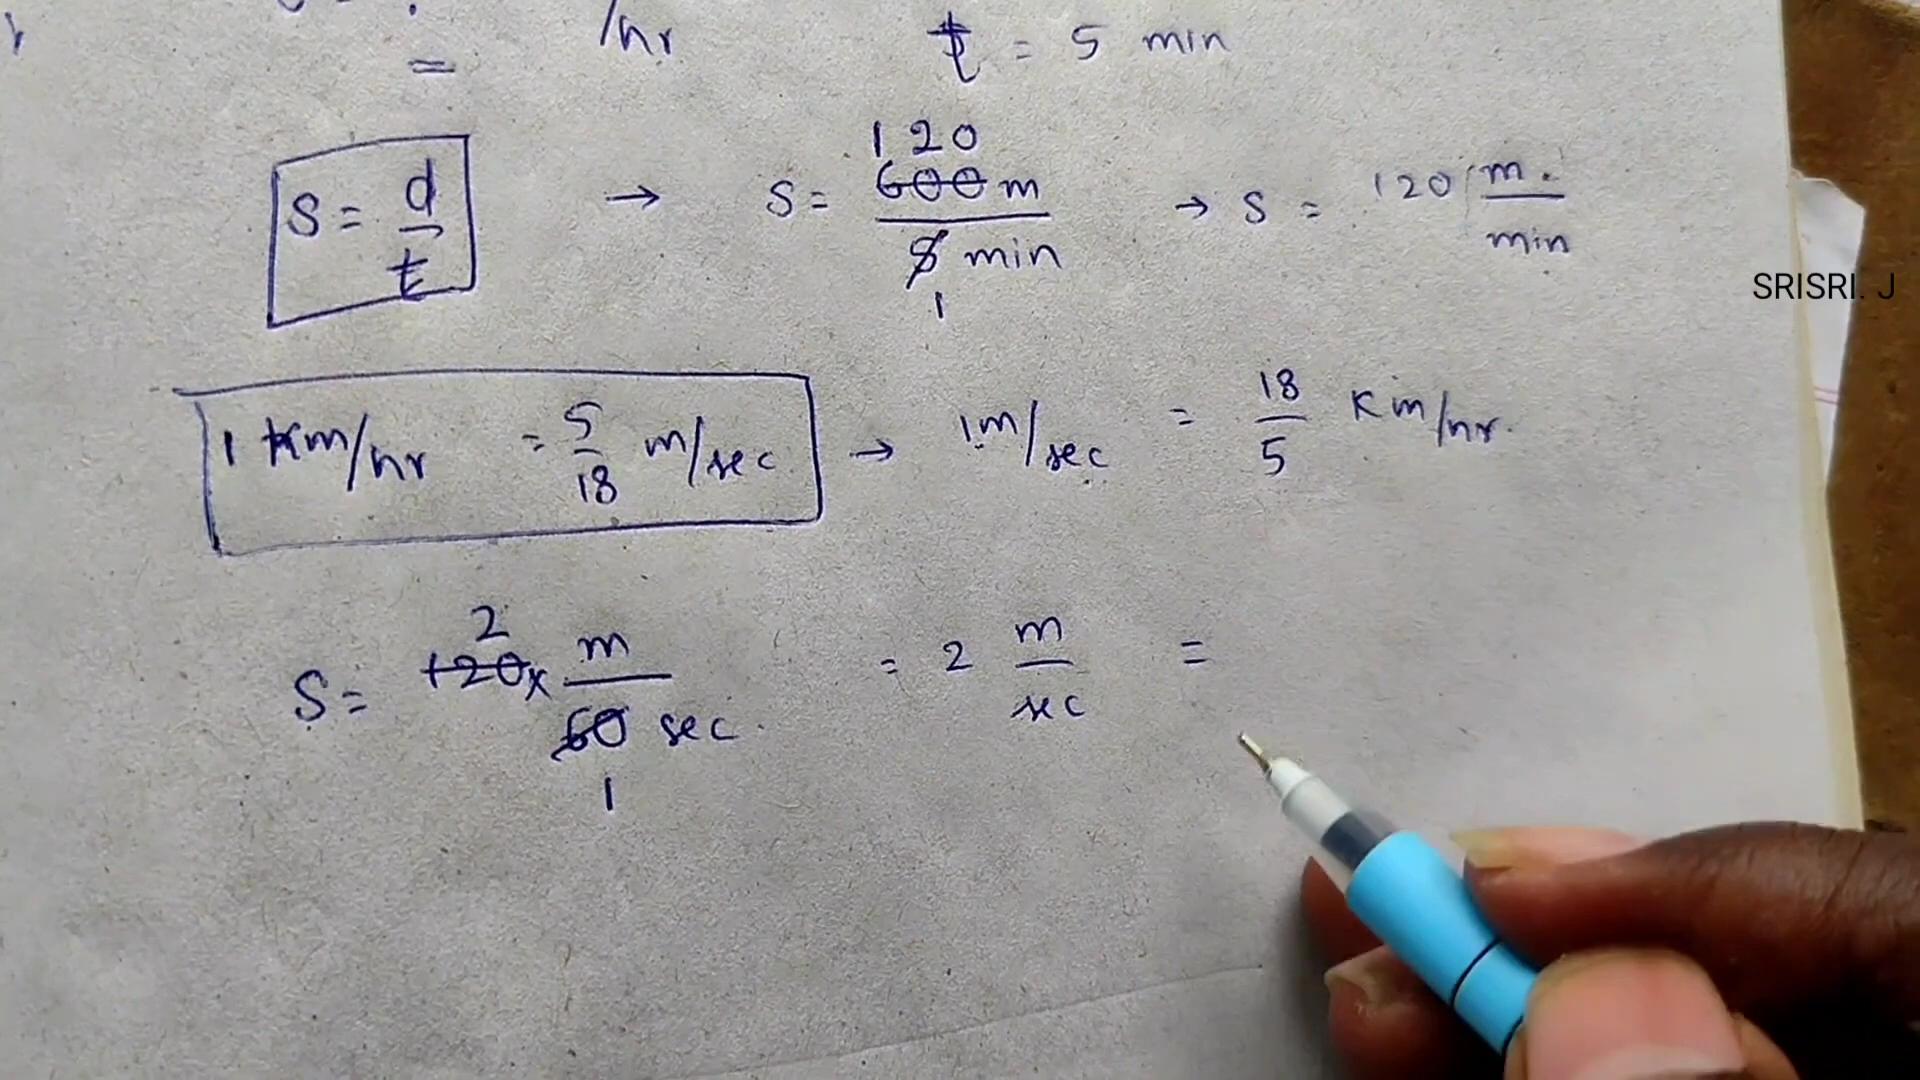 = /hr t = 5 min
S = d/t → S = 600 m / 5 min → S = 120 m. / min
120
1
SRISRI. J
1 Km/hr = 5/18 m/sec → 1m/sec = 18/5 Km/hr.
S = 120 x m / 60 sec. = 2 m/sec =
2
1